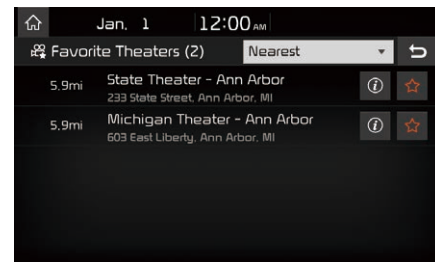 Jan. 1 12:00 AM
Favorite Theaters (2) Nearest
5.9mi State Theater - Ann Arbor
233 State Street, Ann Arbor, MI
5.9mi Michigan Theater - Ann Arbor
603 East Liberty, Ann Arbor, MI